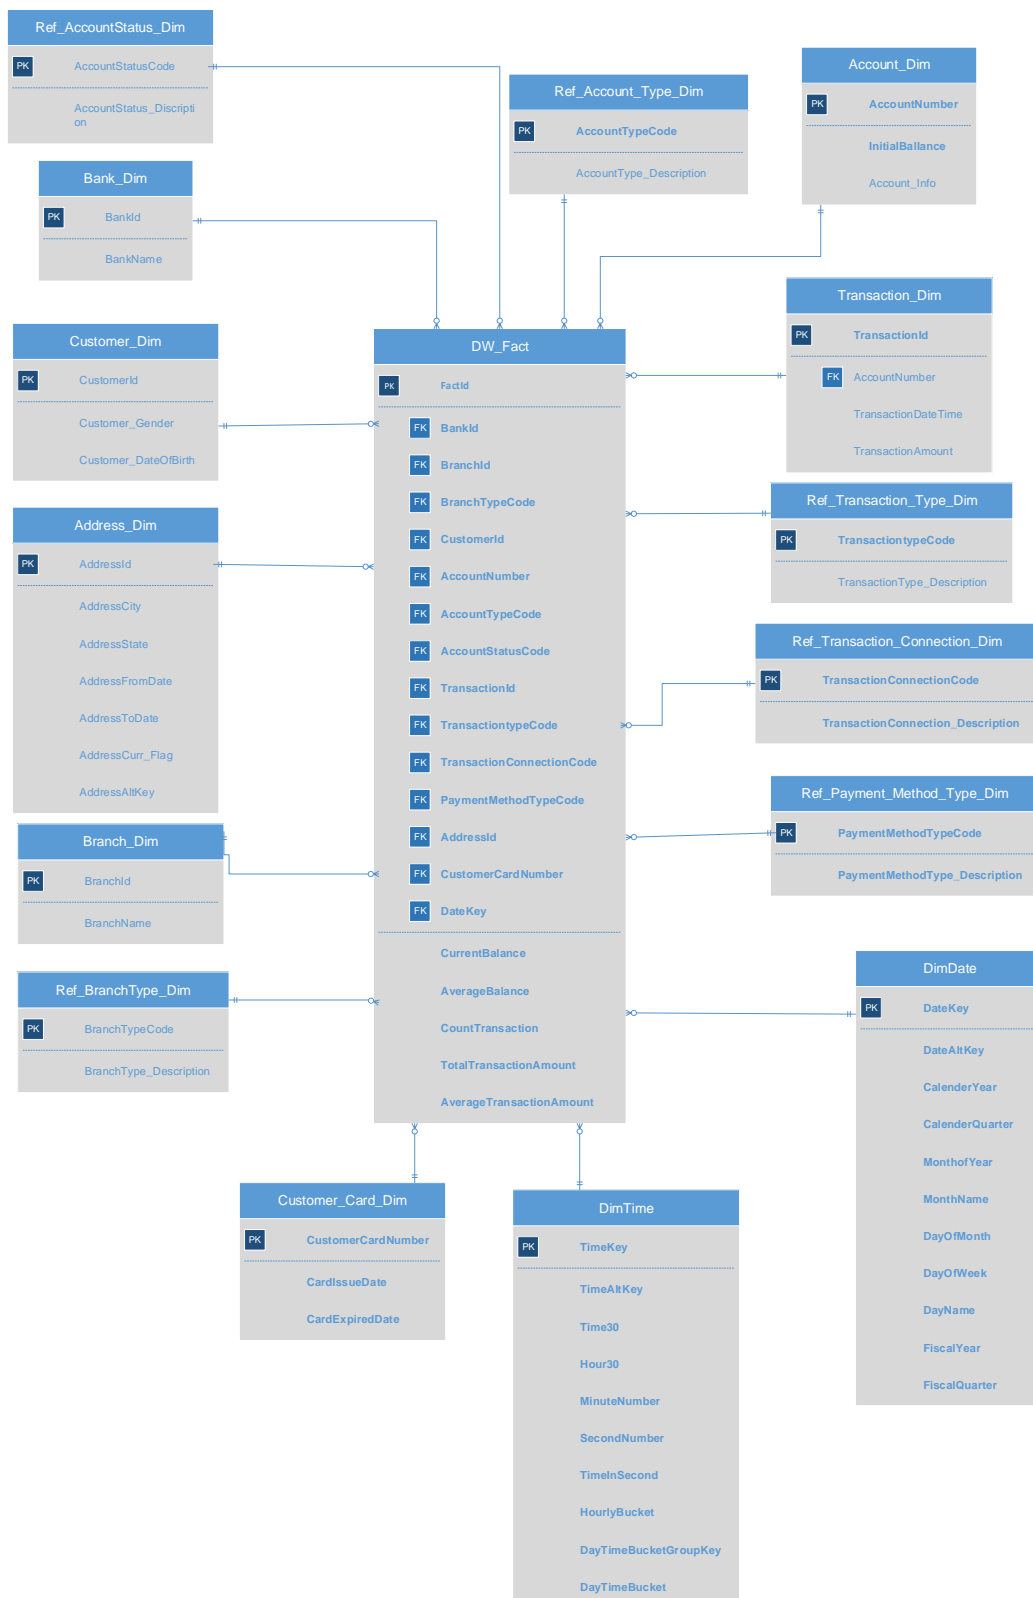 Ref_AccountStatus_Dim
PK
AccountStatusCode
AccountStatus_Discripti
on
Bank_Dim
PK
BankId
BankName
Ref_Account_Type_Dim
PK
AccountTypeCode
AccountType_Description
Account_Dim
PK
AccountNumber
InitialBallance
Account_Info
Customer_Dim
PK
CustomerId
Customer_Gender
Customer_DateOfBirth
Address_Dim
PK
AddressId
AddressCity
AddressState
AddressFromDate
AddressToDate
AddressCurr_Flag
AddressAltKey
Branch_Dim
PK
BranchId
BranchName
Ref_BranchType_Dim
PK
BranchTypeCode
BranchType_Description
DW_Fact
PK
FactId
FK
BankId
FK
BranchId
FK
BranchTypeCode
FK
CustomerId
FK
AccountNumber
FK
AccountTypeCode
FK
AccountStatusCode
FK
TransactionId
FK
TransactiontypeCode
FK
TransactionConnectionCode
FK
PaymentMethodTypeCode
FK
AddressId
FK
CustomerCardNumber
FK
DateKey
CurrentBalance
AverageBalance
CountTransaction
TotalTransactionAmount
AverageTransactionAmount
Transaction_Dim
PK
TransactionId
FK
AccountNumber
TransactionDateTime
TransactionAmount
Ref_Transaction_Type_Dim
PK
TransactiontypeCode
TransactionType_Description
Ref_Transaction_Connection_Dim
PK
TransactionConnectionCode
TransactionConnection_Description
Ref_Payment_Method_Type_Dim
PK
PaymentMethodTypeCode
PaymentMethodType_Description
DimDate
PK
DateKey
DateAltKey
CalenderYear
CalenderQuarter
MonthofYear
MonthName
DayOfMonth
DayOfWeek
DayName
FiscalYear
FiscalQuarter
Customer_Card_Dim
PK
CustomerCardNumber
CardIssueDate
CardExpiredDate
DimTime
PK
TimeKey
TimeAltKey
Time30
Hour30
MinuteNumber
SecondNumber
TimeInSecond
HourlyBucket
DayTimeBucketGroupKey
DayTimeBucket